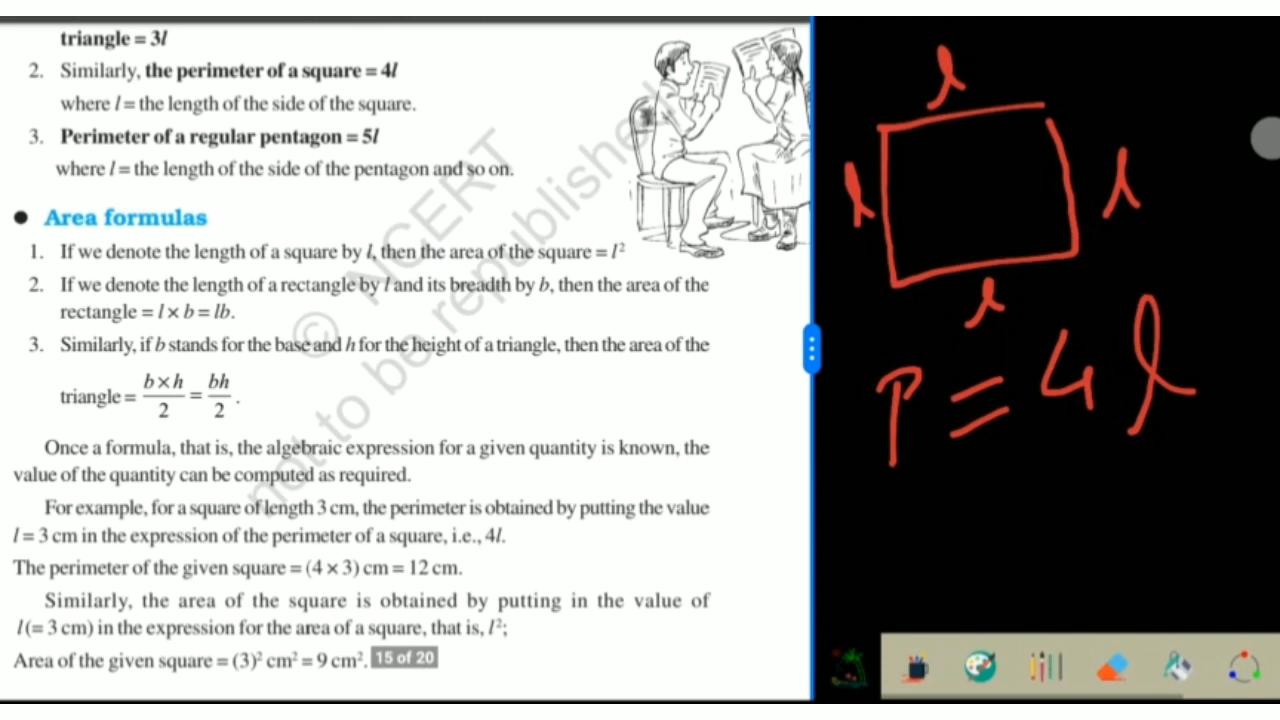 triangle = 3l
2. Similarly, the perimeter of a square = 4l
where l = the length of the side of the square.
3. Perimeter of a regular pentagon = 5l
where l = the length of the side of the pentagon and so on.
● Area formulas
1. If we denote the length of a square by l, then the area of the square = l²
2. If we denote the length of a rectangle by l and its breadth by b, then the area of the
rectangle = l × b = lb.
3. Similarly, if b stands for the base and h for the height of a triangle, then the area of the
triangle = b×h/2 = bh/2.
Once a formula, that is, the algebraic expression for a given quantity is known, the
value of the quantity can be computed as required.
For example, for a square of length 3 cm, the perimeter is obtained by putting the value
l = 3 cm in the expression of the perimeter of a square, i.e., 4l.
The perimeter of the given square = (4 × 3) cm = 12 cm.
Similarly, the area of the square is obtained by putting in the value of
l (= 3 cm) in the expression for the area of a square, that is, l²;
Area of the given square = (3)² cm² = 9 cm². 15 of 20
© NCERT
not to be republished
l
l
l
l
P = 4l